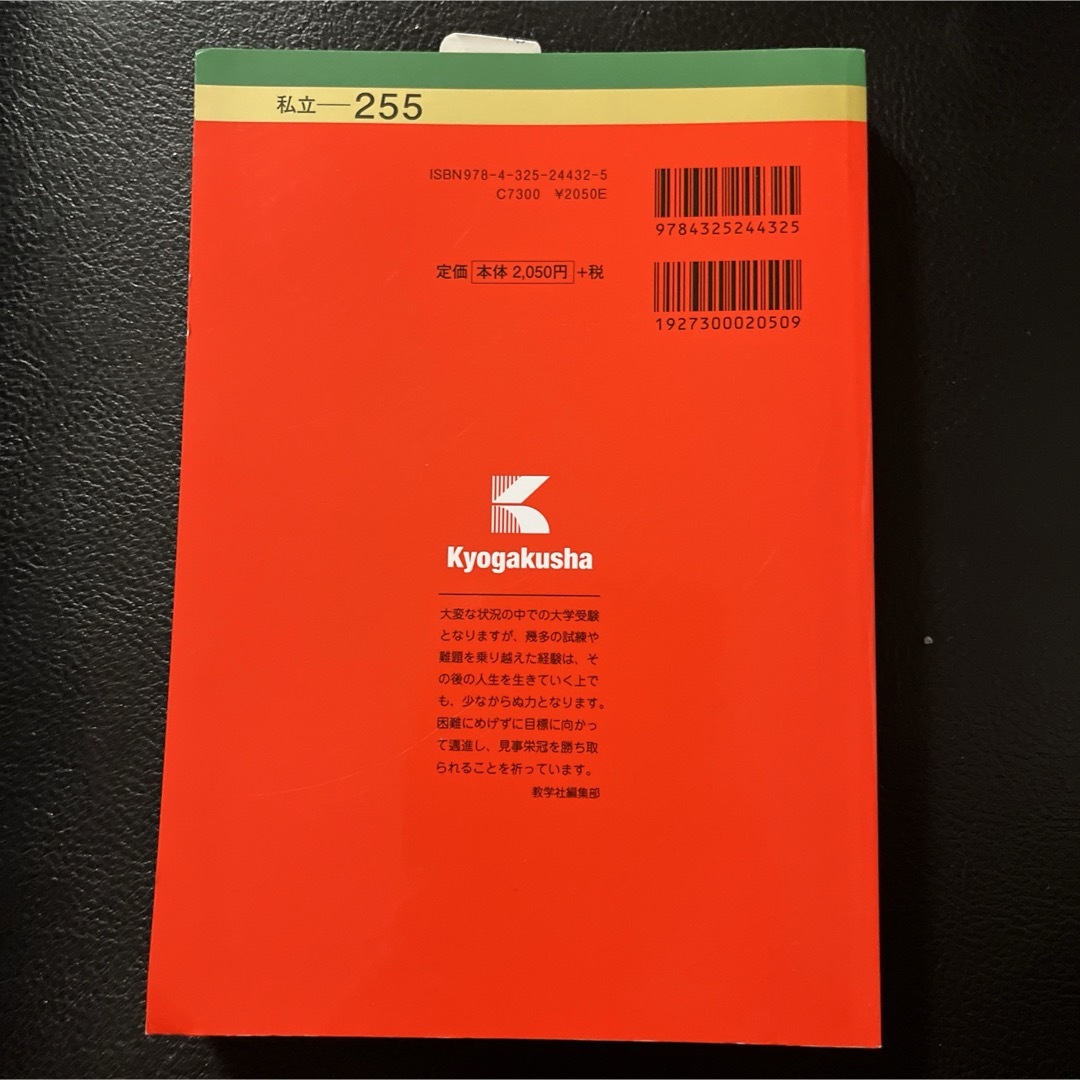 私立―255
ISBN978-4-325-24432-5
C7300 ¥2050E
9784325244325
定価 本体 2,050円 +税
1927300020509
Kyogakusha
大変な状況の中での大学受験
となりますが、幾多の試練や
難題を乗り越えた経験は、そ
の後の人生を生きていく上で
も、少なからぬ力となります。
困難にめげずに目標に向かっ
て邁進し、見事栄冠を勝ち取
られることを祈っています。
教学社編集部